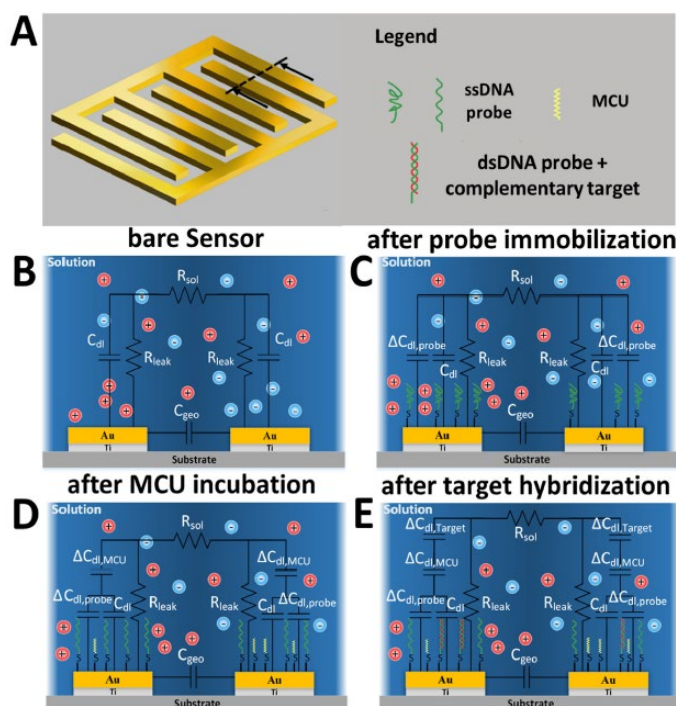 A
Legend
ssDNA
probe
MCU
dsDNA probe +
complementary target
bare Sensor
after probe immobilization
B
Solution
Rsol
Cdl
Rleak
Rleak
Cdl
Cgeo
Au
Au
Ti
Ti
Substrate
C
Solution
Rsol
ΔCdl,probe
ΔCdl,probe
Rleak
Rleak
Cdl
Cdl
Cgeo
S S S S S S S
Au
Au
Ti
Ti
Substrate
after MCU incubation
after target hybridization
D
Solution
Rsol
ΔCdl,MCU
ΔCdl,MCU
ΔCdl,probe
Cdl
Rleak
Rleak
Cdl
ΔCdl,probe
Cgeo
S S S S S S S S S
Au
Au
Ti
Ti
Substrate
E
Solution
ΔCdl,Target
Rsol
ΔCdl,Target
ΔCdl,MCU
ΔCdl,MCU
ΔCdl,probe
Cdl
Rleak
Rleak
Cdl
ΔCdl,probe
Cgeo
S S S S S S S S S S
Au
Au
Ti
Ti
Substrate